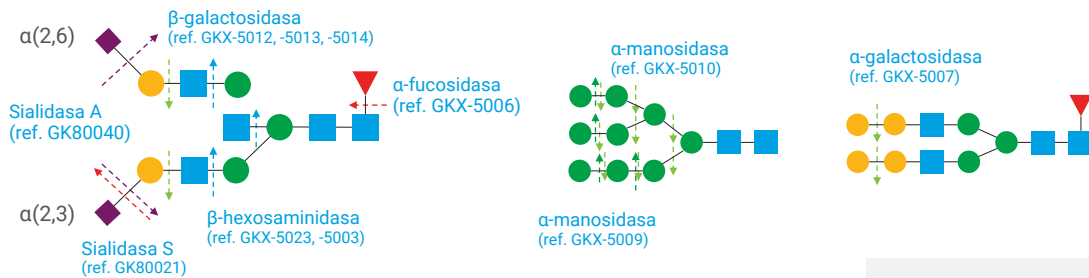 α(2,6)
β-galactosidasa
(ref. GKX-5012, -5013, -5014)
Sialidasa A
(ref. GK80040)
α-fucosidasa
(ref. GKX-5006)
α(2,3)
Sialidasa S
(ref. GK80021)
β-hexosaminidasa
(ref. GKX-5023, -5003)
α-manosidasa
(ref. GKX-5010)
α-manosidasa
(ref. GKX-5009)
α-galactosidasa
(ref. GKX-5007)